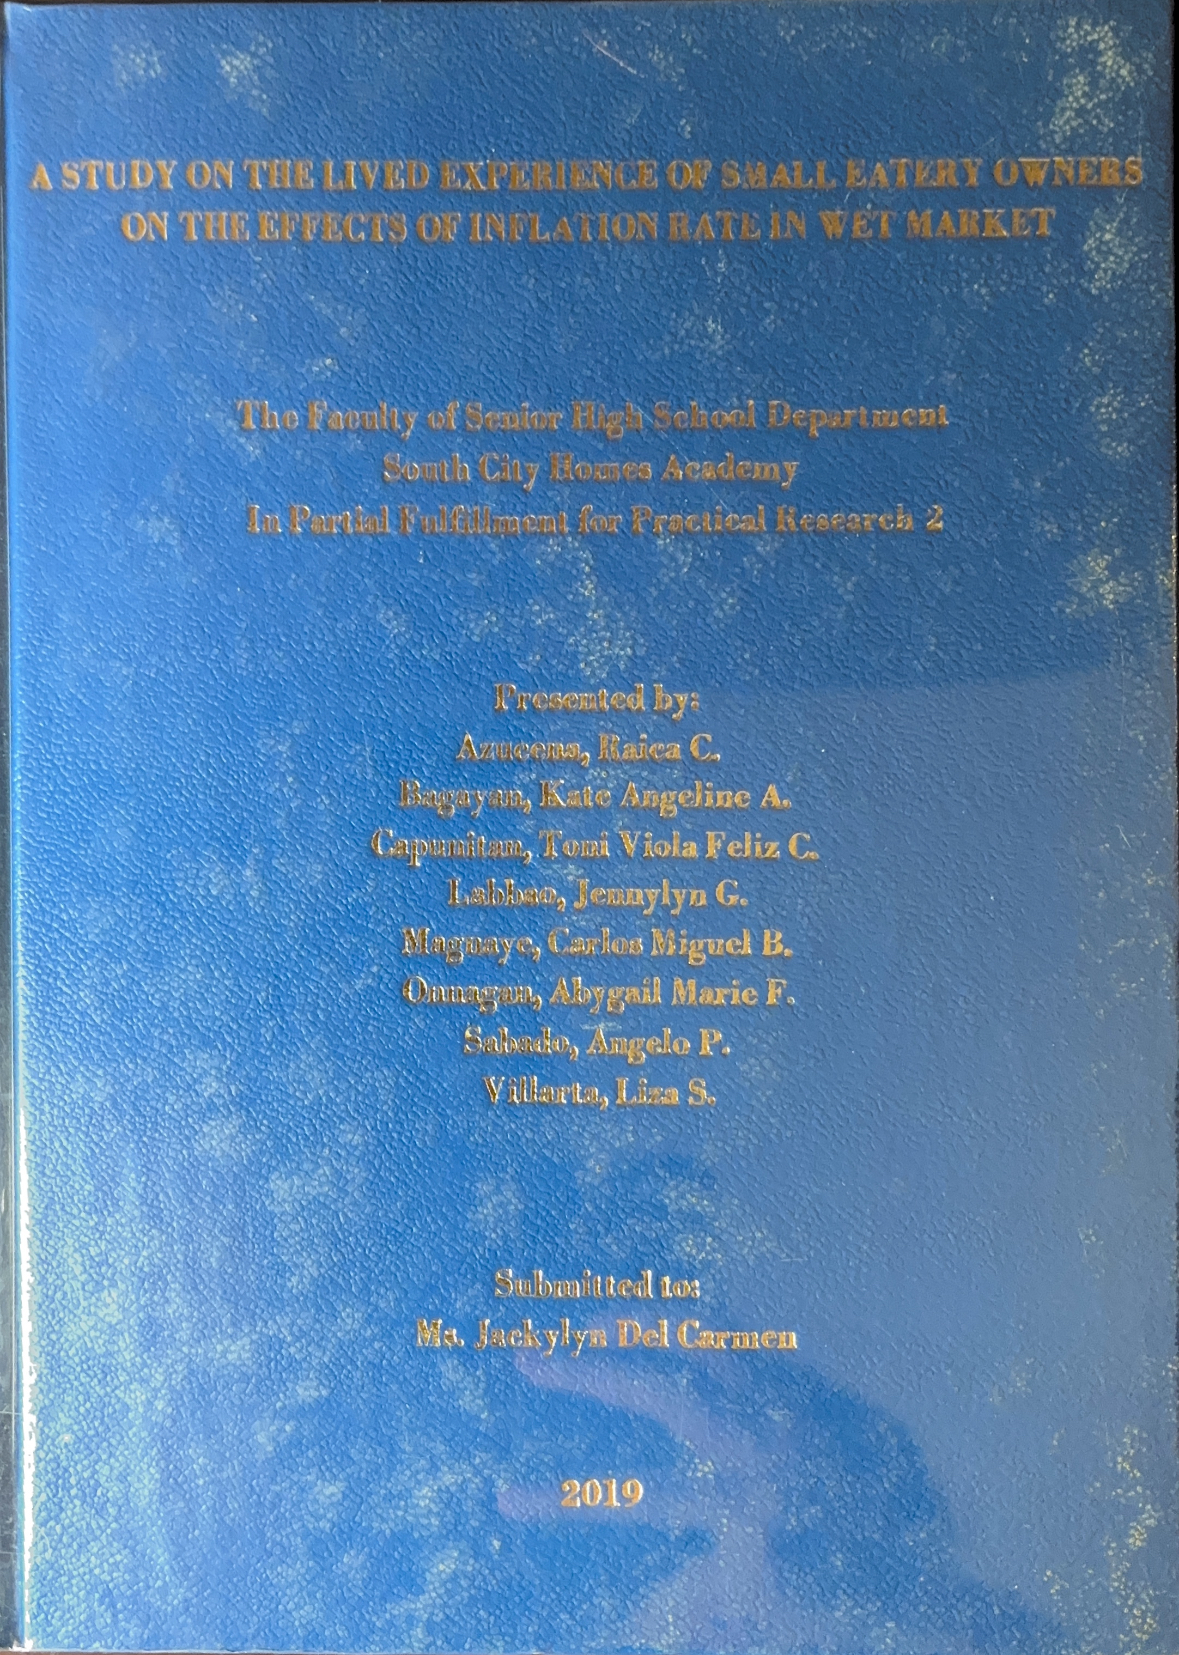 A STUDY ON THE LIVED EXPERIENCE OF SMALL EATERY OWNERS
ON THE EFFECTS OF INFLATION RATE IN WET MARKET
The Faculty of Senior High School Department
South City Homes Academy
In Partial Fulfillment for Practical Research 2
Presented by:
Azucena, Raica C.
Bagayan, Kate Angeline A.
Capunitan, Toni Viola Feliz C.
Labbao, Jennylyn G.
Magnaye, Carlos Miguel B.
Onnagan, Abygail Marie F.
Sabado, Angelo P.
Villarta, Liza S.
Submitted to:
Ms. Jackylyn Del Carmen
2019